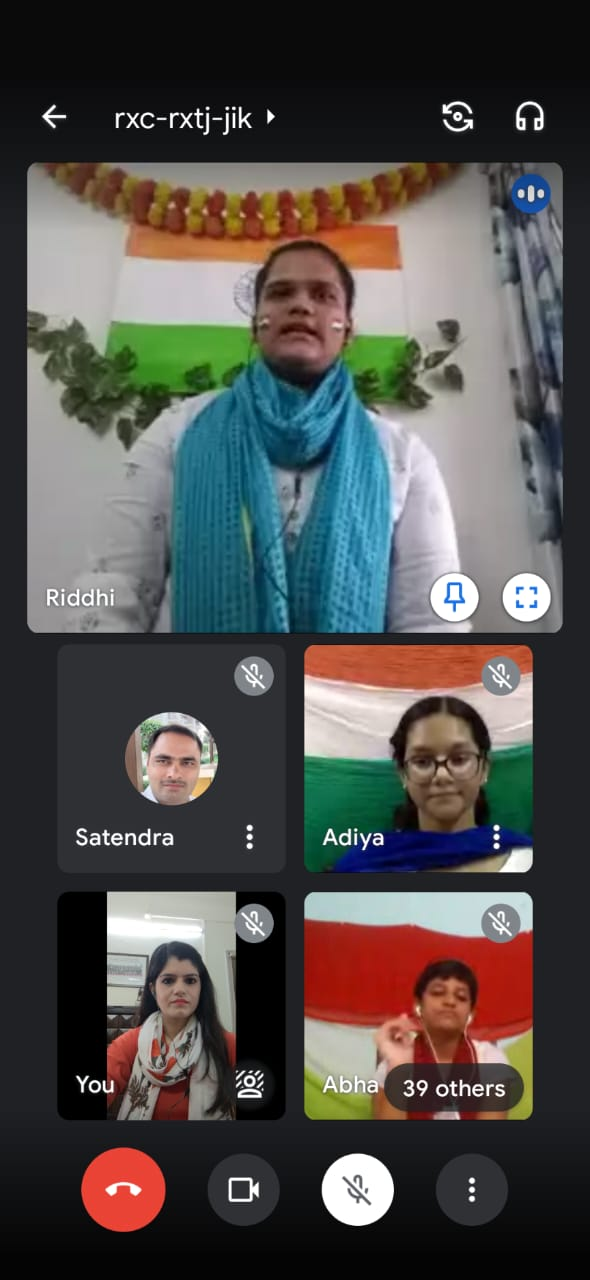 rxc-rxtj-jik
Riddhi
Satendra
Adiya
You
Abha
39 others